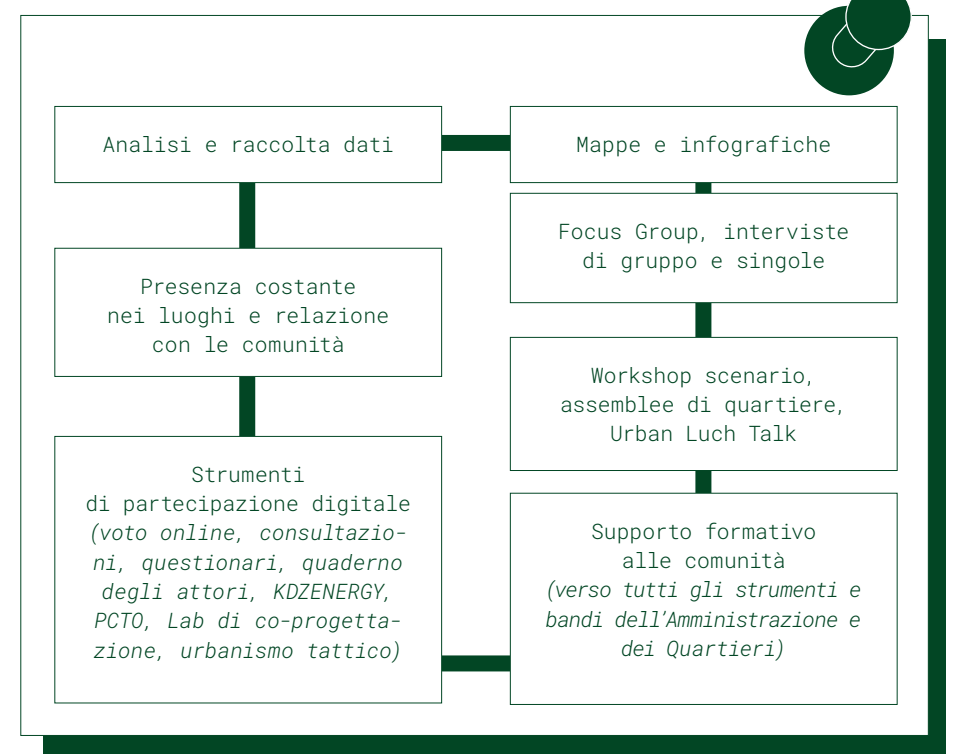 Analisi e raccolta dati
Mappe e infografiche
Presenza costante
nei luoghi e relazione
con le comunità
Focus Group, interviste
di gruppo e singole
Workshop scenario,
assemblee di quartiere,
Urban Luch Talk
Strumenti
di partecipazione digitale
(voto online, consultazio-
ni, questionari, quaderno
degli attori, KDZENERGY,
PCTO, Lab di co-progetta-
zione, urbanismo tattico)
Supporto formativo
alle comunità
(verso tutti gli strumenti e
bandi dell’Amministrazione e
dei Quartieri)